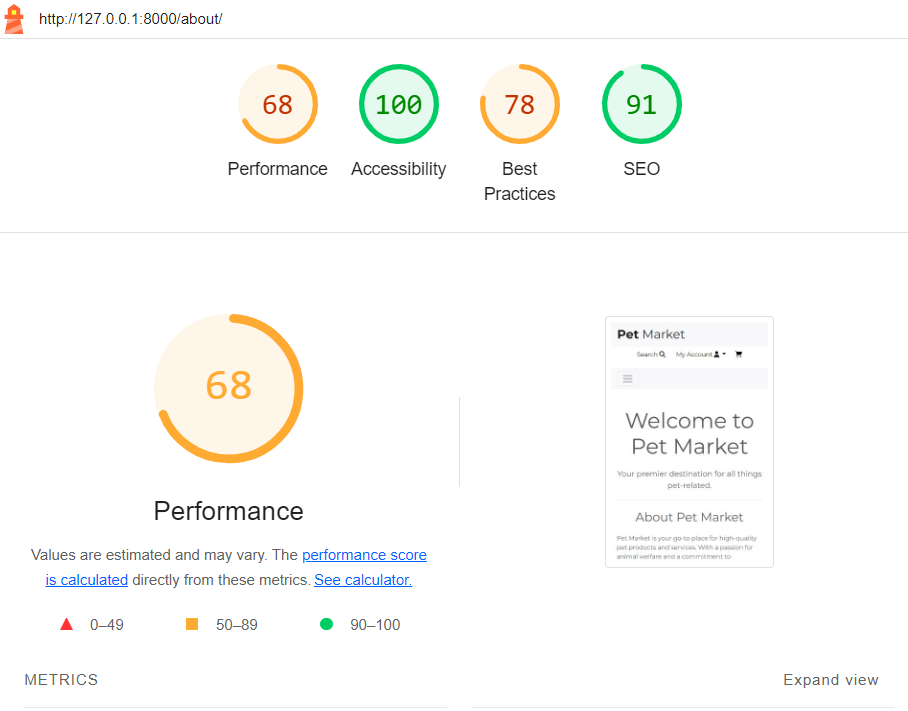 http://127.0.0.1:8000/about/
68
100
78
91
Performance
Accessibility
Best
Practices
SEO
68
Performance
Values are estimated and may vary. The performance score
is calculated directly from these metrics. See calculator.
0–49
50–89
90–100
Pet Market
Search My Account
Welcome to
Pet Market
Your premier destination for all things
pet-related.
About Pet Market
Pet Market is your go-to place for high-quality
pet products and services. With a passion for
animal welfare and a commitment to
METRICS
Expand view